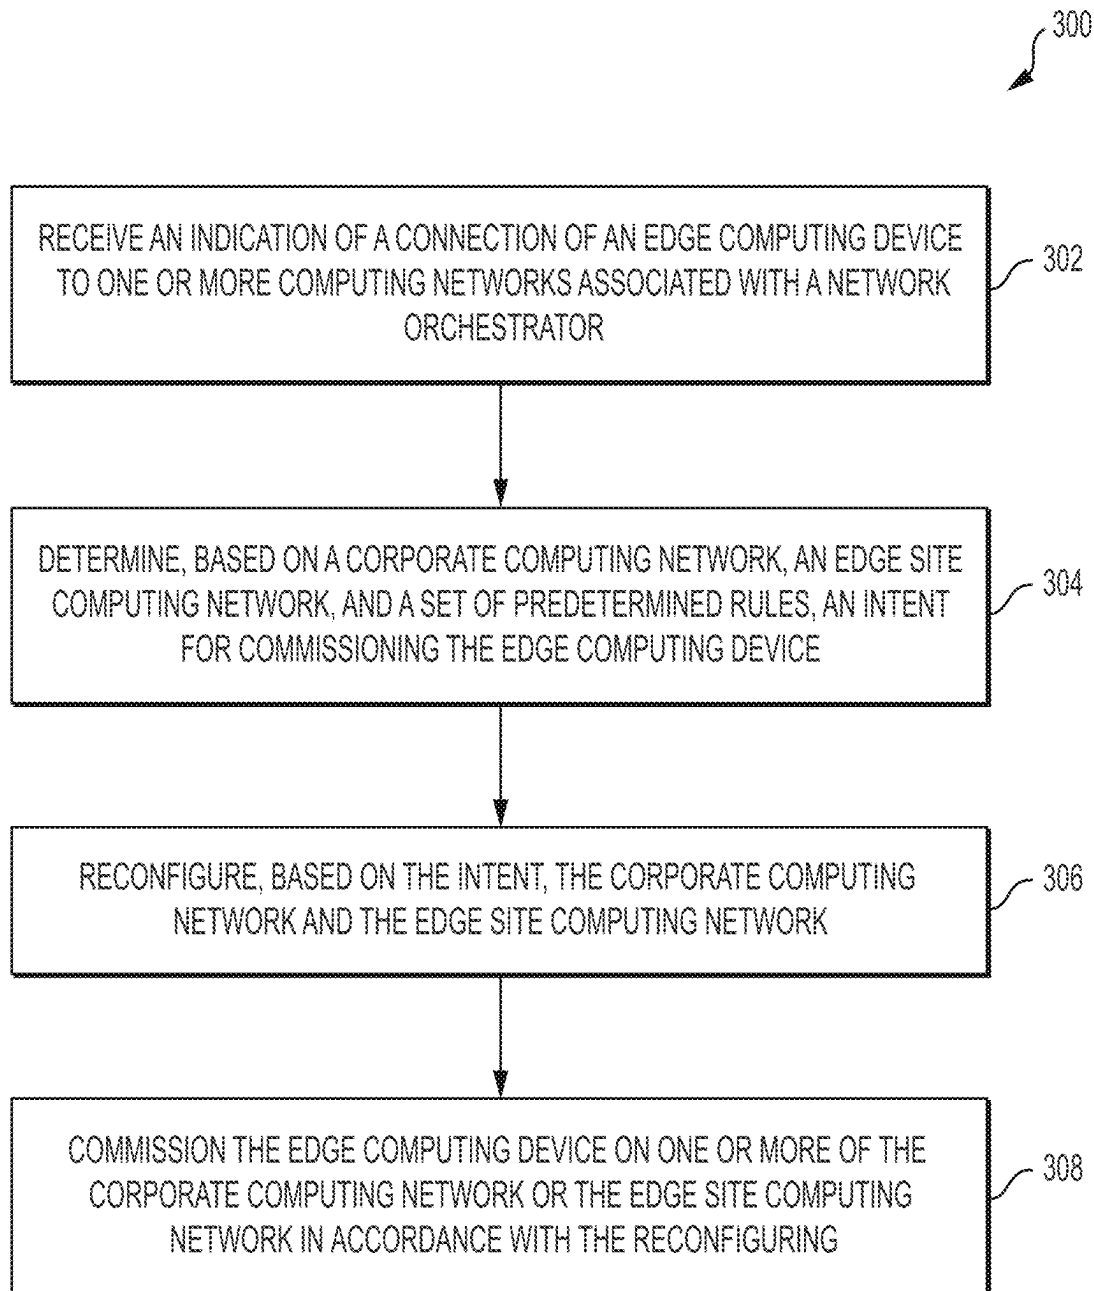 300
RECEIVE AN INDICATION OF A CONNECTION OF AN EDGE COMPUTING DEVICE
TO ONE OR MORE COMPUTING NETWORKS ASSOCIATED WITH A NETWORK
ORCHESTRATOR
302
DETERMINE, BASED ON A CORPORATE COMPUTING NETWORK, AN EDGE SITE
COMPUTING NETWORK, AND A SET OF PREDETERMINED RULES, AN INTENT
FOR COMMISSIONING THE EDGE COMPUTING DEVICE
304
RECONFIGURE, BASED ON THE INTENT, THE CORPORATE COMPUTING
NETWORK AND THE EDGE SITE COMPUTING NETWORK
306
COMMISSION THE EDGE COMPUTING DEVICE ON ONE OR MORE OF THE
CORPORATE COMPUTING NETWORK OR THE EDGE SITE COMPUTING
NETWORK IN ACCORDANCE WITH THE RECONFIGURING
308